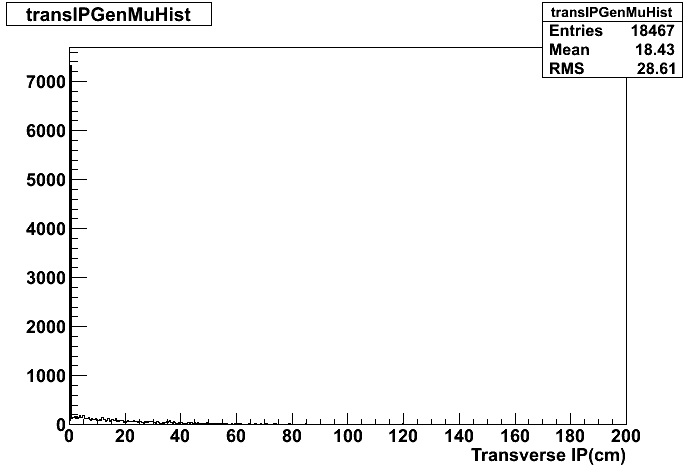 transIPGenMuHist
transIPGenMuHist
Entries 18467
Mean 18.43
RMS 28.61
7000
6000
5000
4000
3000
2000
1000
0
0 20 40 60 80 100 120 140 160 180 200
Transverse IP(cm)